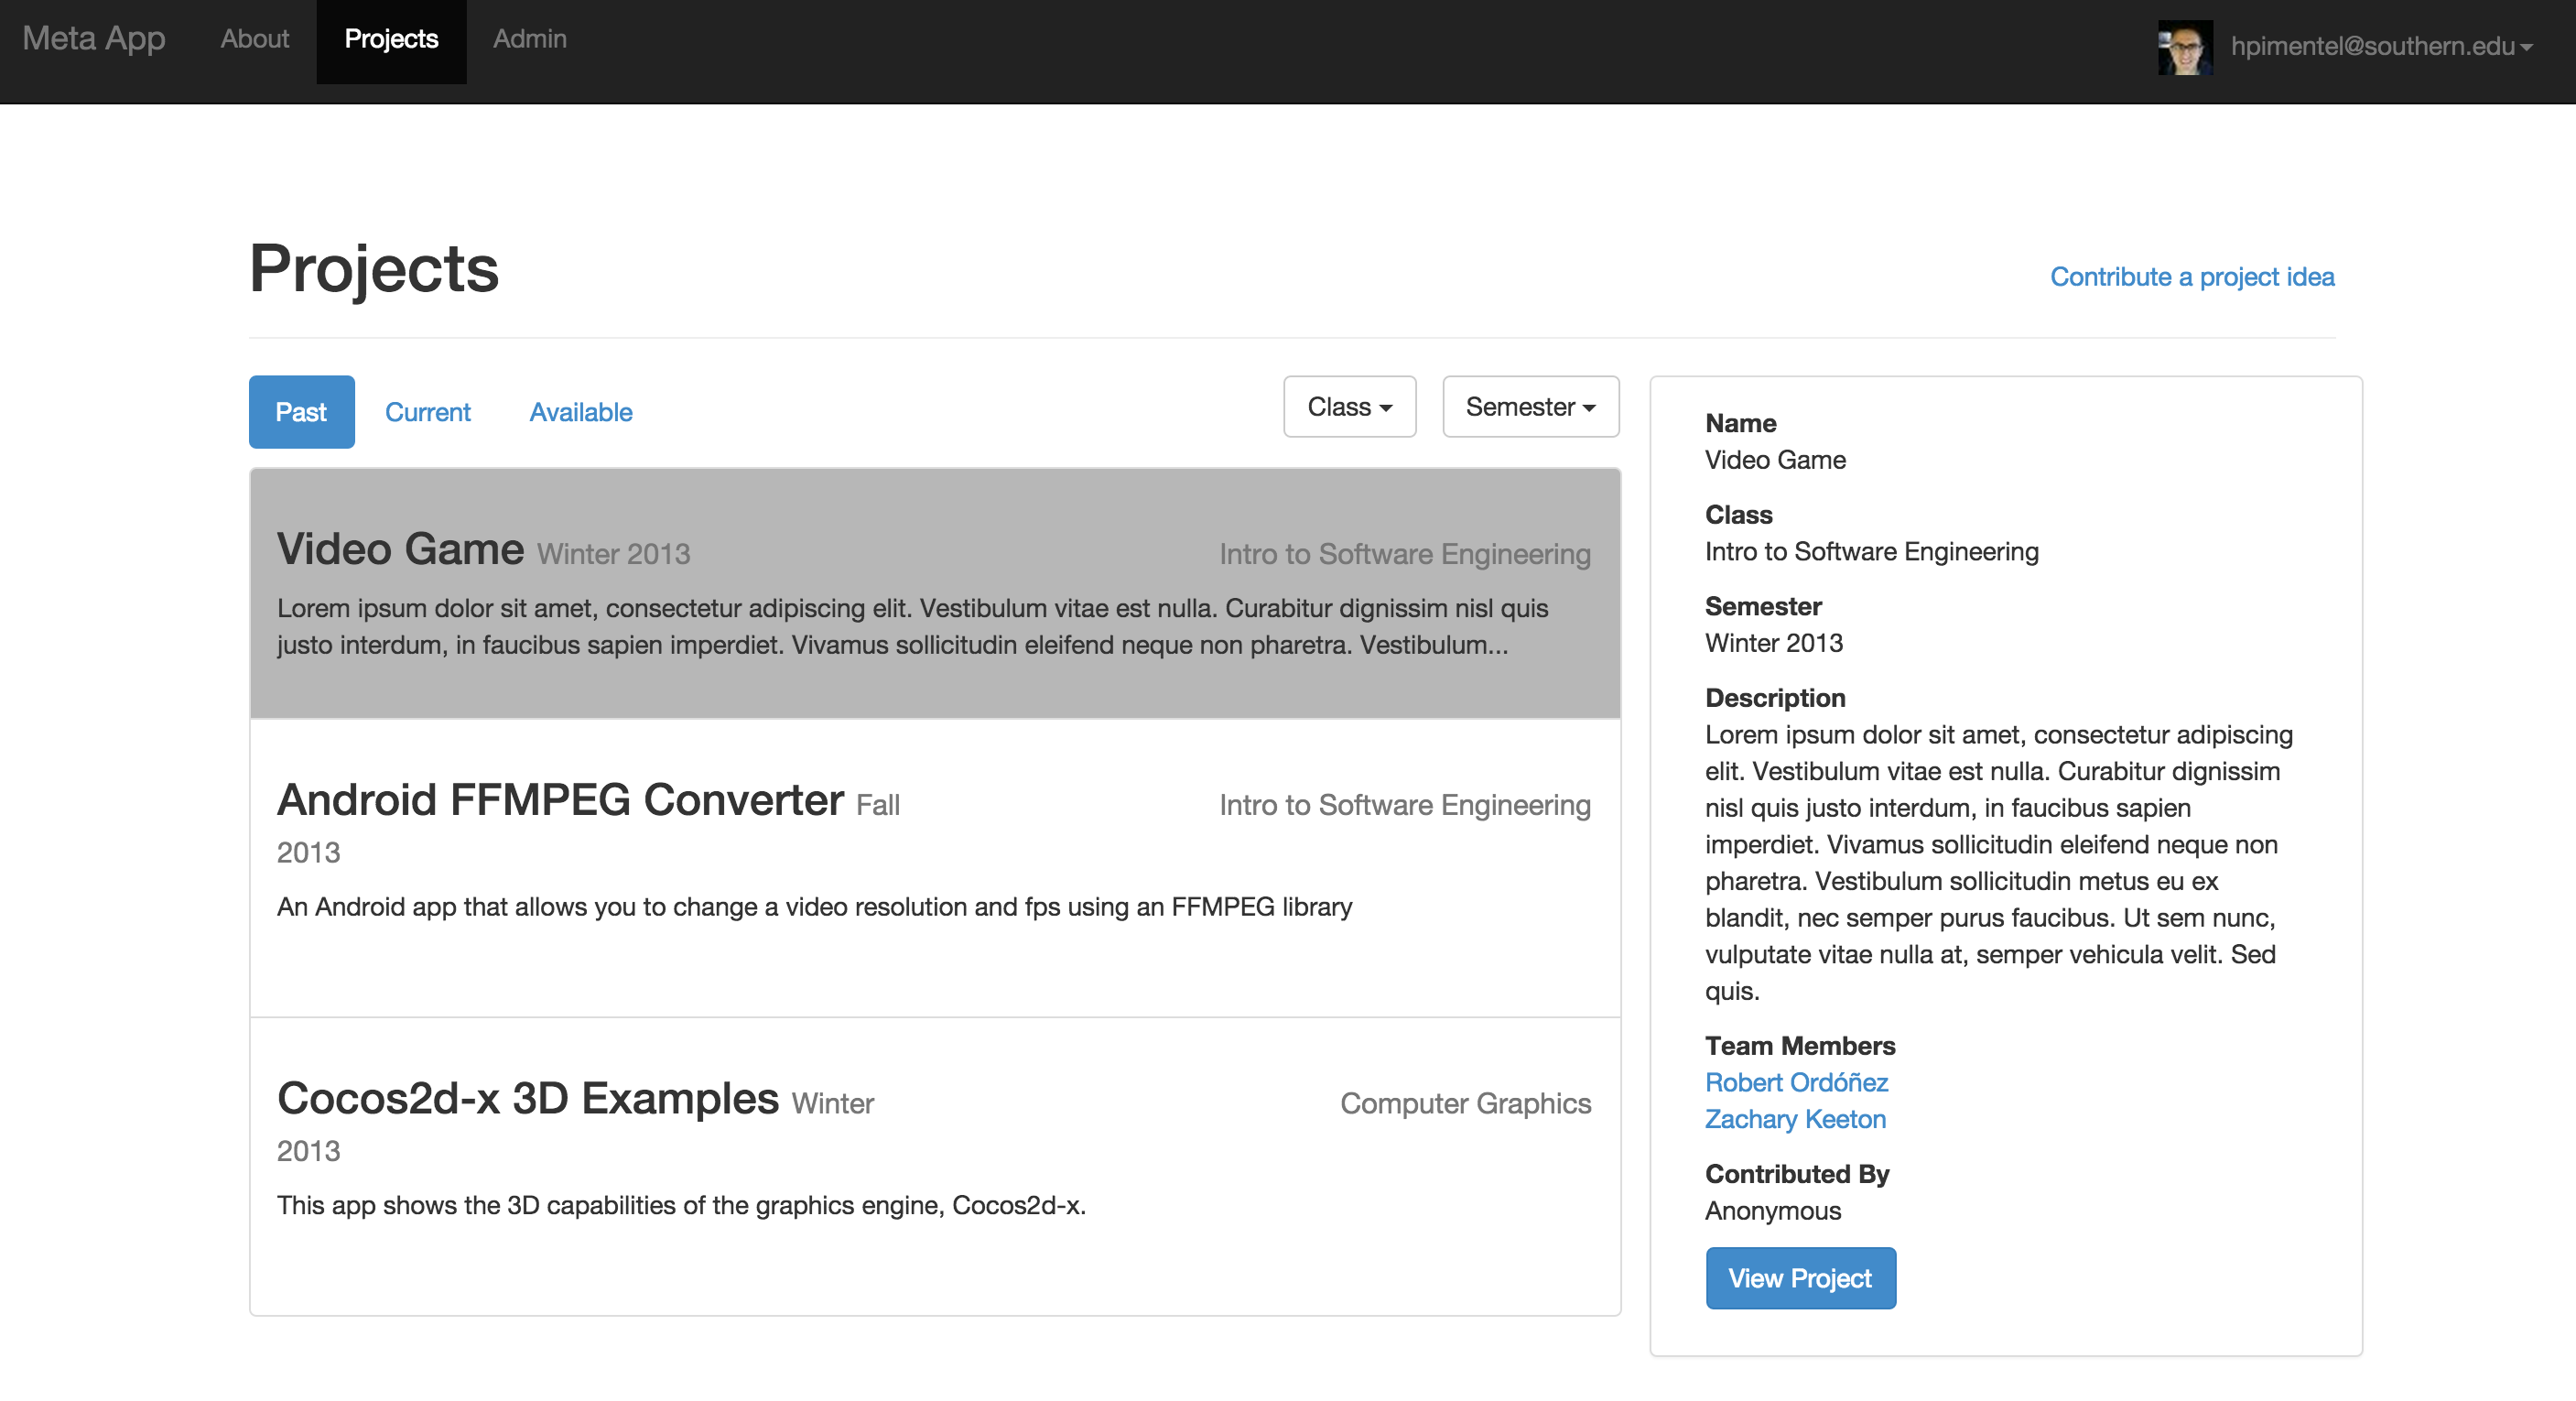 Meta App About Projects Admin hpimentel@southern.edu
Projects
Contribute a project idea
Past Current Available Class Semester
Video Game Winter 2013 Intro to Software Engineering
Lorem ipsum dolor sit amet, consectetur adipiscing elit. Vestibulum vitae est nulla. Curabitur dignissim nisl quis
justo interdum, in faucibus sapien imperdiet. Vivamus sollicitudin eleifend neque non pharetra. Vestibulum...
Android FFMPEG Converter Fall Intro to Software Engineering
2013
An Android app that allows you to change a video resolution and fps using an FFMPEG library
Cocos2d-x 3D Examples Winter Computer Graphics
2013
This app shows the 3D capabilities of the graphics engine, Cocos2d-x.
Name
Video Game
Class
Intro to Software Engineering
Semester
Winter 2013
Description
Lorem ipsum dolor sit amet, consectetur adipiscing
elit. Vestibulum vitae est nulla. Curabitur dignissim
nisl quis justo interdum, in faucibus sapien
imperdiet. Vivamus sollicitudin eleifend neque non
pharetra. Vestibulum sollicitudin metus eu ex
blandit, nec semper purus faucibus. Ut sem nunc,
vulputate vitae nulla at, semper vehicula velit. Sed
quis.
Team Members
Robert Ordóñez
Zachary Keeton
Contributed By
Anonymous
View Project